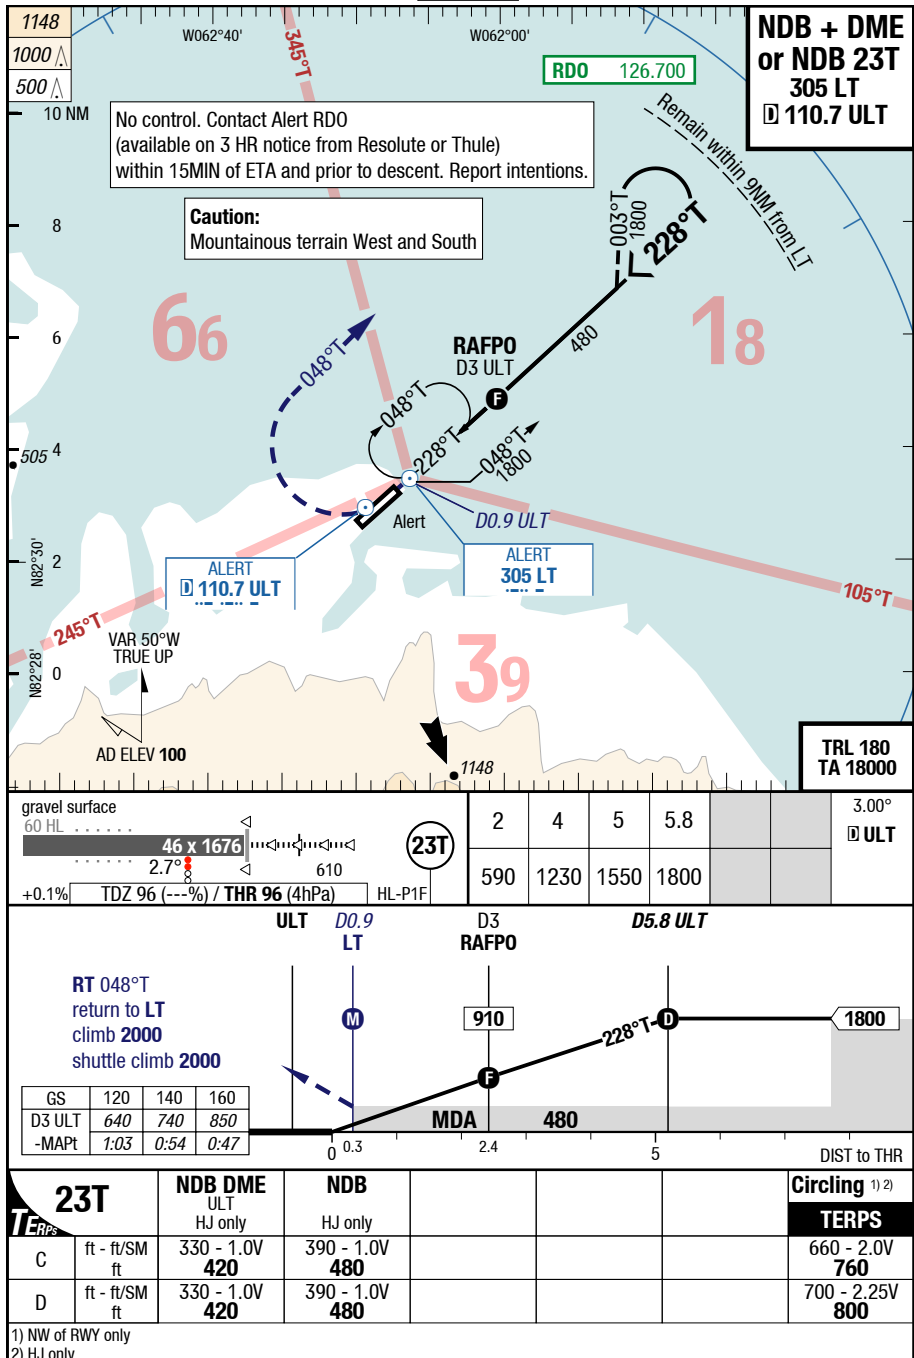 1148
1000
500
W062°40'
W062°00'
NDB + DME
or NDB 23T
305 LT
D 110.7 ULT
RDO 126.700
345°T
10 NM
No control. Contact Alert RDO
(available on 3 HR notice from Resolute or Thule)
within 15MIN of ETA and prior to descent. Report intentions.
Remain within 9NM from LT
8
Caution:
Mountainous terrain West and South
003°T
1800
228°T
66
18
6
RAFPO
D3 ULT
480
F
048°T
048°T
228°T
048°T
1800
505
4
Alert
D0.9 ULT
N82°30'
2
ALERT
D 110.7 ULT
ALERT
305 LT
105°T
245°T
VAR 50°W
TRUE UP
N82°28'
0
39
AD ELEV 100
1148
TRL 180
TA 18000
gravel surface
60 HL
46 x 1676
2.7°
610
23T
+0.1%
TDZ 96 (---%) / THR 96 (4hPa)
HL-P1F
2 4 5 5.8
3.00°
D ULT
590 1230 1550 1800
ULT D0.9 D3 D5.8 ULT
LT RAFPO
RT 048°T
return to LT
climb 2000
shuttle climb 2000
M
910
228°T
D
1800
F
MDA 480
GS 120 140 160
D3 ULT 640 740 850
-MAPt 1:03 0:54 0:47
0 0.3 2.4 5 DIST to THR
23T
TERPs
NDB DME
ULT
HJ only
NDB
HJ only
Circling 1) 2)
TERPS
C ft - ft/SM 330 - 1.0V 390 - 1.0V 660 - 2.0V
ft 420 480 760
D ft - ft/SM 330 - 1.0V 390 - 1.0V 700 - 2.25V
ft 420 480 800
1) NW of RWY only
2) HJ only